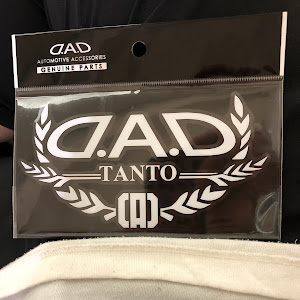 D.A.D
AUTOMOTIVE ACCESSORIES
GENUINE PARTS
D.A.D
TANTO
[A]